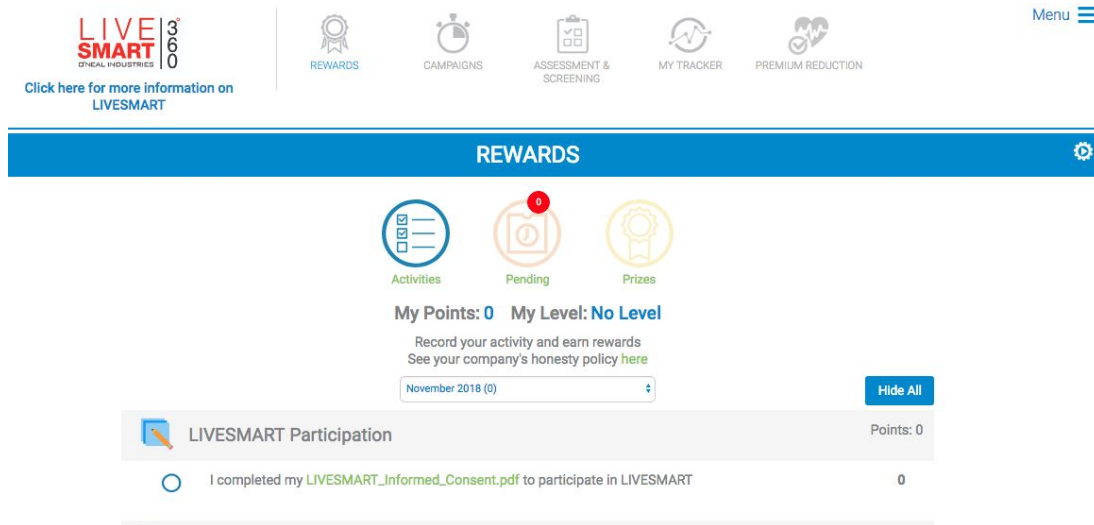 LIVE 3°
SMART 6
O'NEAL INDUSTRIES 0
Click here for more information on
LIVESMART
REWARDS
CAMPAIGNS
ASSESSMENT &
SCREENING
MY TRACKER
PREMIUM REDUCTION
Menu
REWARDS
0
Activities
Pending
Prizes
My Points: 0 My Level: No Level
Record your activity and earn rewards
See your company's honesty policy here
November 2018 (0)
Hide All
LIVESMART Participation
Points: 0
I completed my LIVESMART_Informed_Consent.pdf to participate in LIVESMART
0